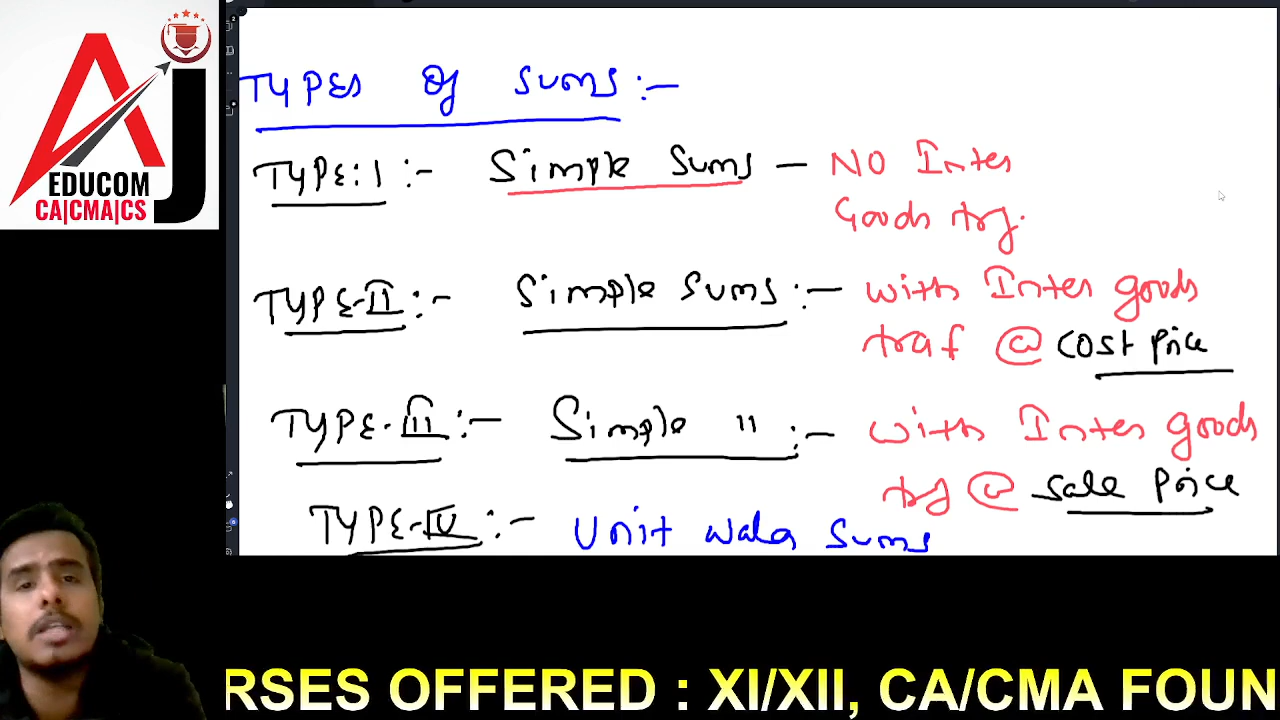 AJ
EDUCOM
CA|CMA|CS
TYPES OF SUMS :-
TYPE: I :- Simple Sums - NO Inter
Goods trf.
TYPE-II :- Simple Sums :- with Inter goods
traf @ COST Price
TYPE-III :- Simple " :- with Inter goods
trf @ Sale Price
TYPE-IV :- Unit wala Sums
RSES OFFERED : XI/XII, CA/CMA FOUN